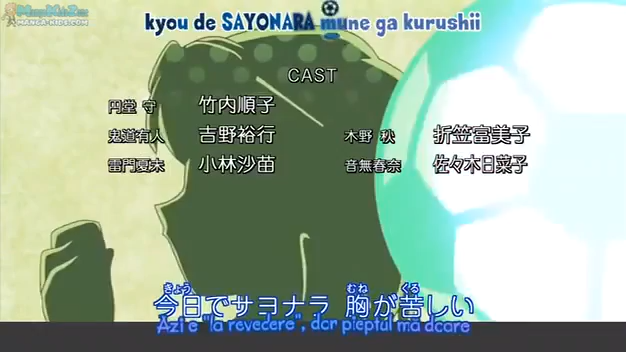 MANGA-KIDS.COM
kyou de SAYONARA mune ga kurushii
CAST
円堂 守 竹内順子
鬼道有人 吉野裕行 木野 秋 折笠富美子
雷門夏未 小林沙苗 音無春奈 佐々木日菜子
きょう むね くる
今日でサヨナラ 胸が苦しい
Azi e "la revedere", dar pieptul mă doare